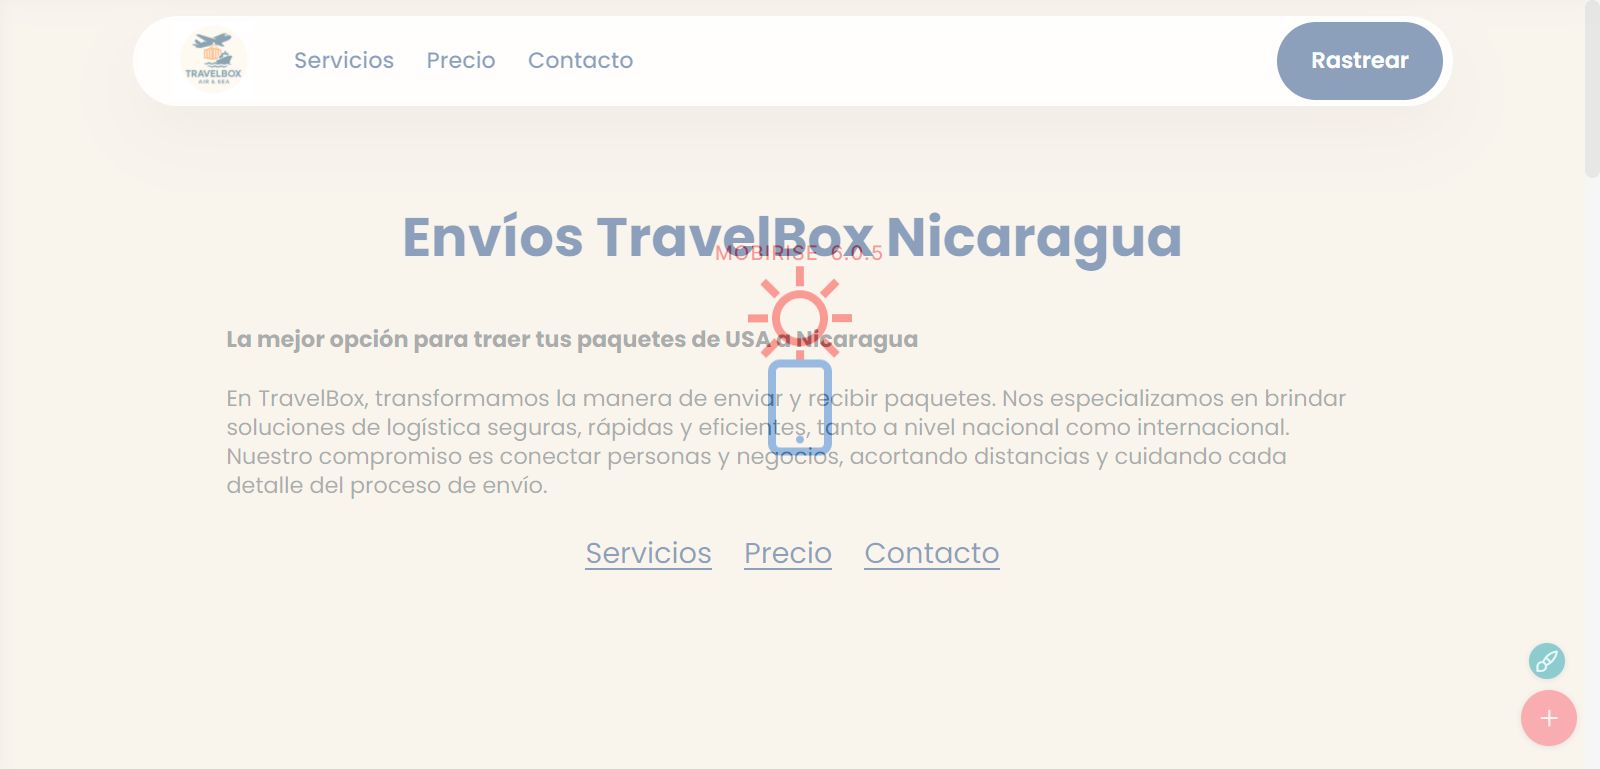 TRAVELBOX
AIR & SEA
Servicios Precio Contacto
Rastrear
Envíos TravelBox Nicaragua
MOBIRISE 6.0.5
La mejor opción para traer tus paquetes de USA a Nicaragua
En TravelBox, transformamos la manera de enviar y recibir paquetes. Nos especializamos en brindar
soluciones de logística seguras, rápidas y eficientes, tanto a nivel nacional como internacional.
Nuestro compromiso es conectar personas y negocios, acortando distancias y cuidando cada
detalle del proceso de envío.
Servicios Precio Contacto